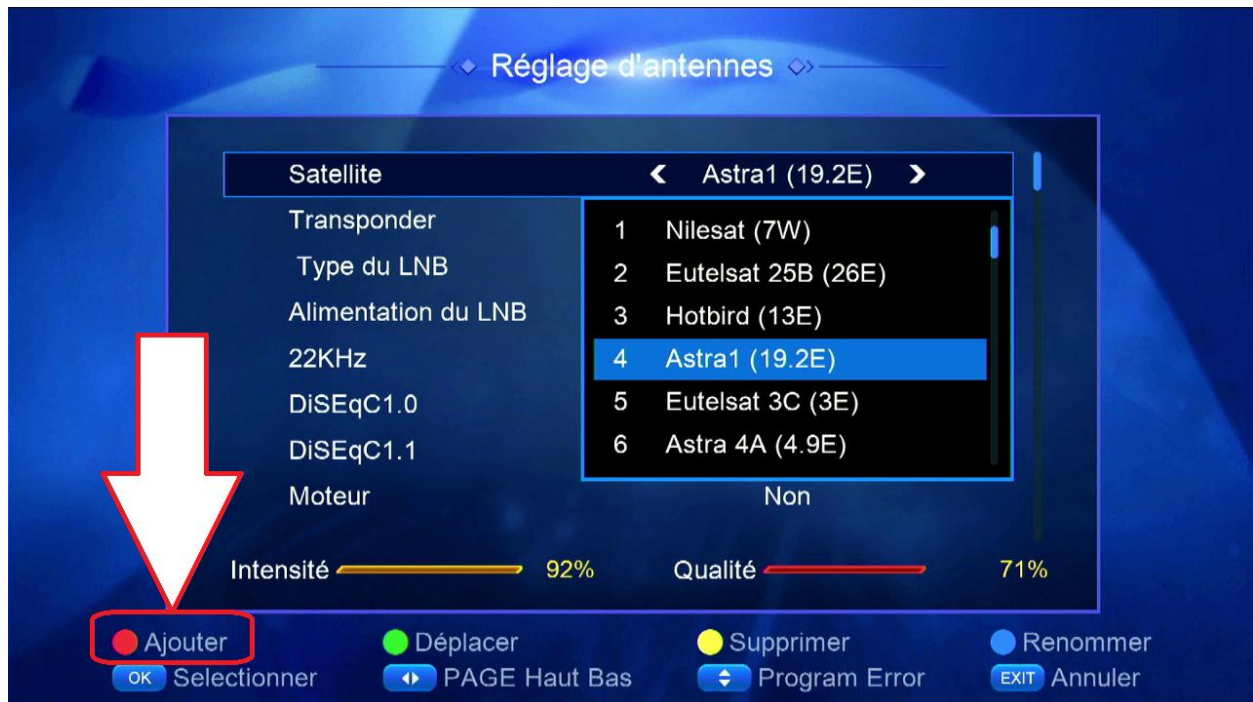 Réglage d'antennes
Satellite Astra1 (19.2E)
Transponder
Type du LNB
Alimentation du LNB
22KHz
DiSEqC1.0
DiSEqC1.1
Moteur Non
1 Nilesat (7W)
2 Eutelsat 25B (26E)
3 Hotbird (13E)
4 Astra1 (19.2E)
5 Eutelsat 3C (3E)
6 Astra 4A (4.9E)
Intensité 92% Qualité 71%
Ajouter Déplacer Supprimer Renommer
OK Selectionner PAGE Haut Bas Program Error EXIT Annuler